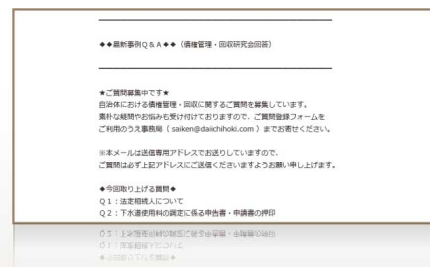 ◆◆最新事例Q&A◆◆(債権管理・回収研究会回答)
★ご質問募集中です★
自治体における債権管理・回収に関するご質問を募集しています。
素朴な疑問やお悩みも受け付けておりますので、ご質問登録フォームを
ご利用のうえ事務局( saiken@daiichihoki.com )までお寄せください。
※本メールは送信専用アドレスでお送りしていますので、
ご質問は必ず上記アドレスにご送信くださいますようお願い申し上げます。
◆今回取り上げる質問◆
Q1:法定相続人について
Q2:下水道使用料の認定に係る申告書・申請書の押印